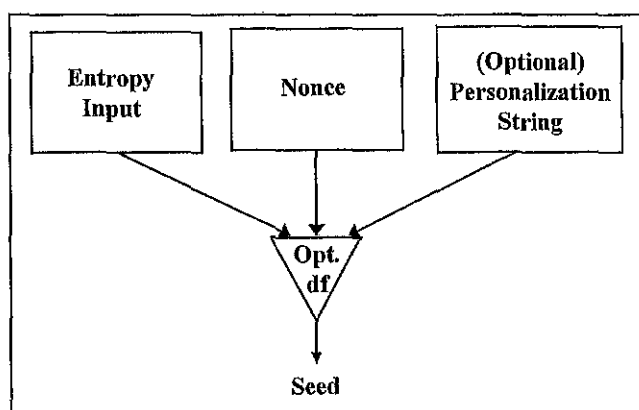 Entropy
Input
Nonce
(Optional)
Personalization
String
Opt.
df
Seed